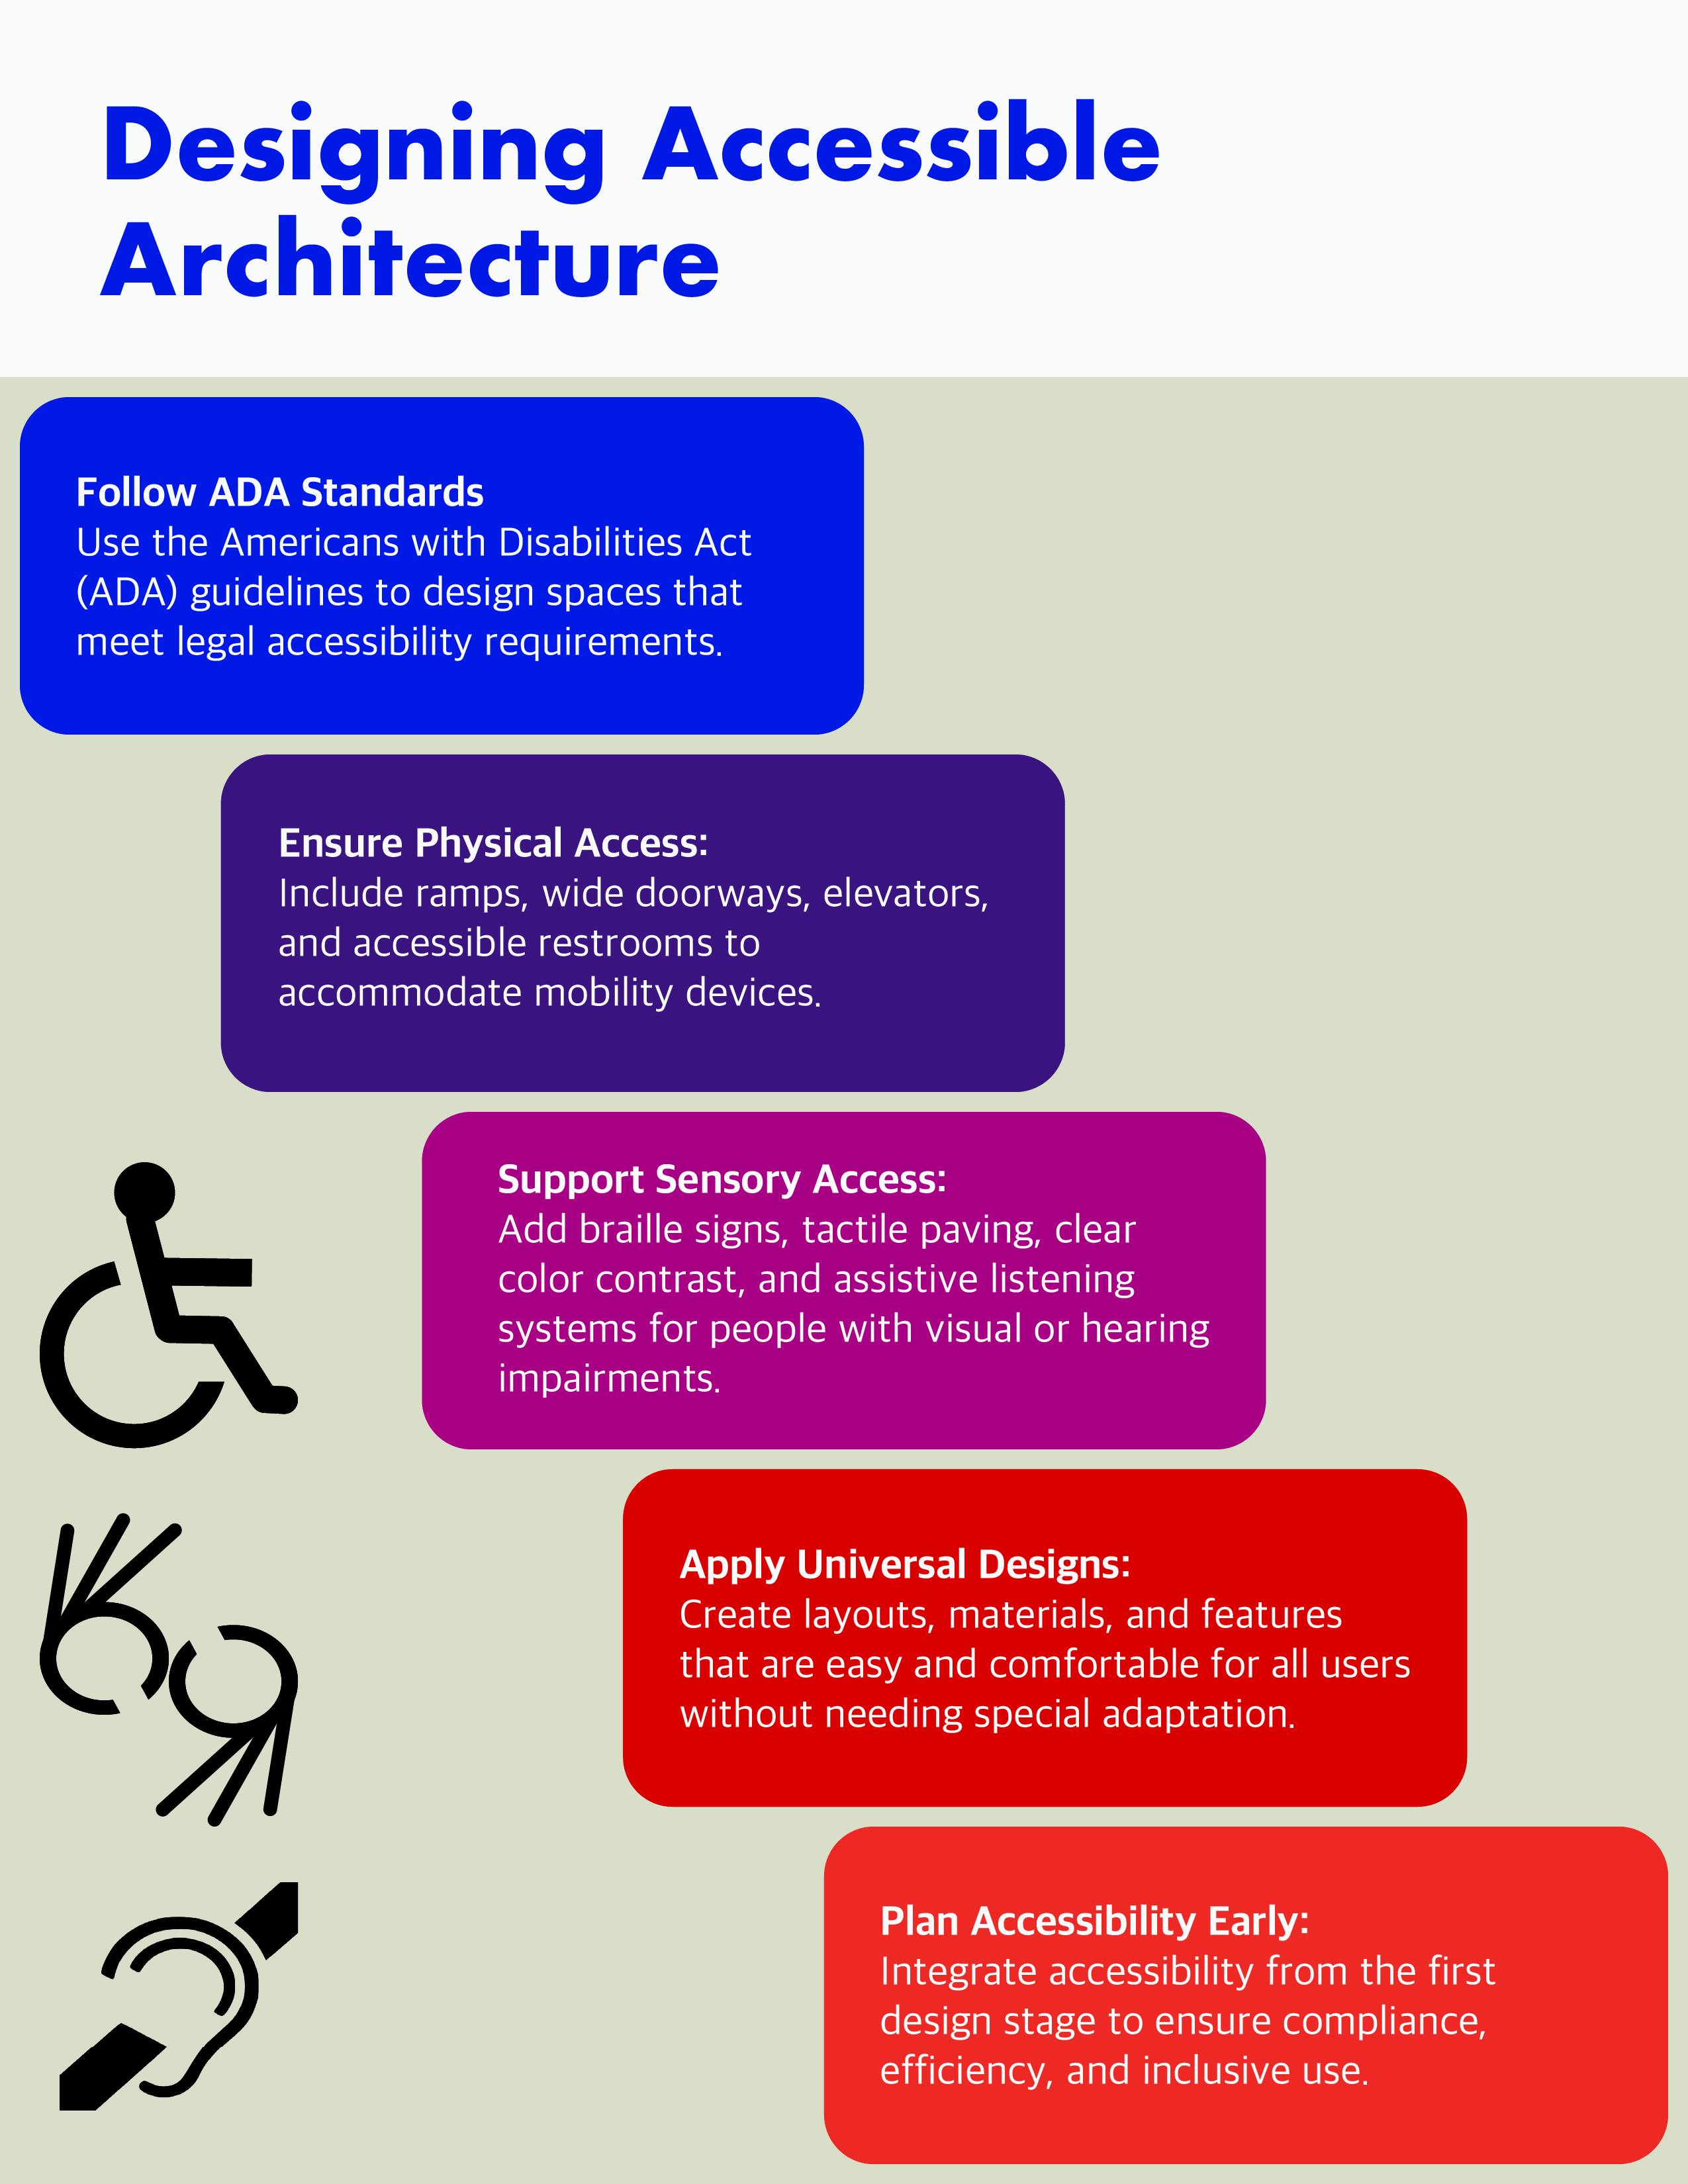 Designing Accessible
Architecture
Follow ADA Standards
Use the Americans with Disabilities Act
(ADA) guidelines to design spaces that
meet legal accessibility requirements.
Ensure Physical Access:
Include ramps, wide doorways, elevators,
and accessible restrooms to
accommodate mobility devices.
Support Sensory Access:
Add braille signs, tactile paving, clear
color contrast, and assistive listening
systems for people with visual or hearing
impairments.
Apply Universal Designs:
Create layouts, materials, and features
that are easy and comfortable for all users
without needing special adaptation.
Plan Accessibility Early:
Integrate accessibility from the first
design stage to ensure compliance,
efficiency, and inclusive use.